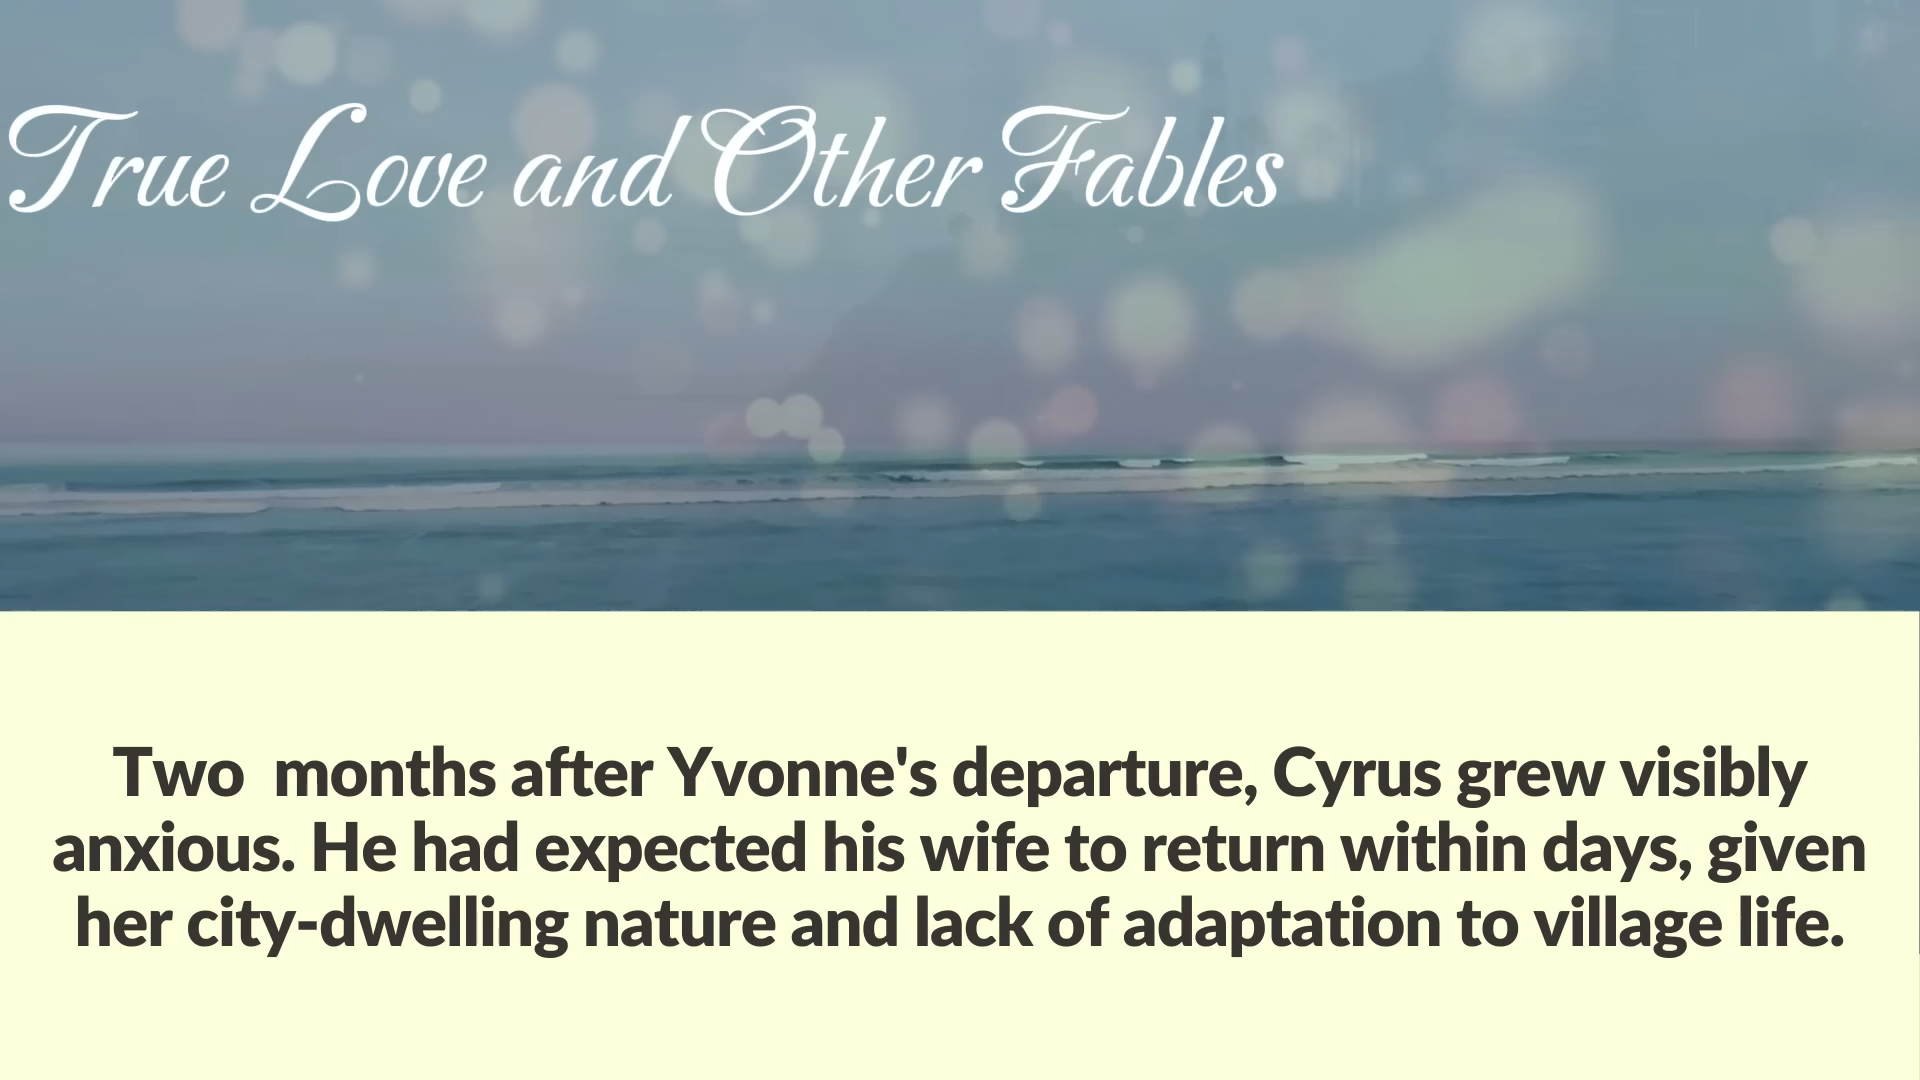 True Love and Other Fables
Two  months after Yvonne's departure, Cyrus grew visibly
anxious. He had expected his wife to return within days, given
her city-dwelling nature and lack of adaptation to village life.